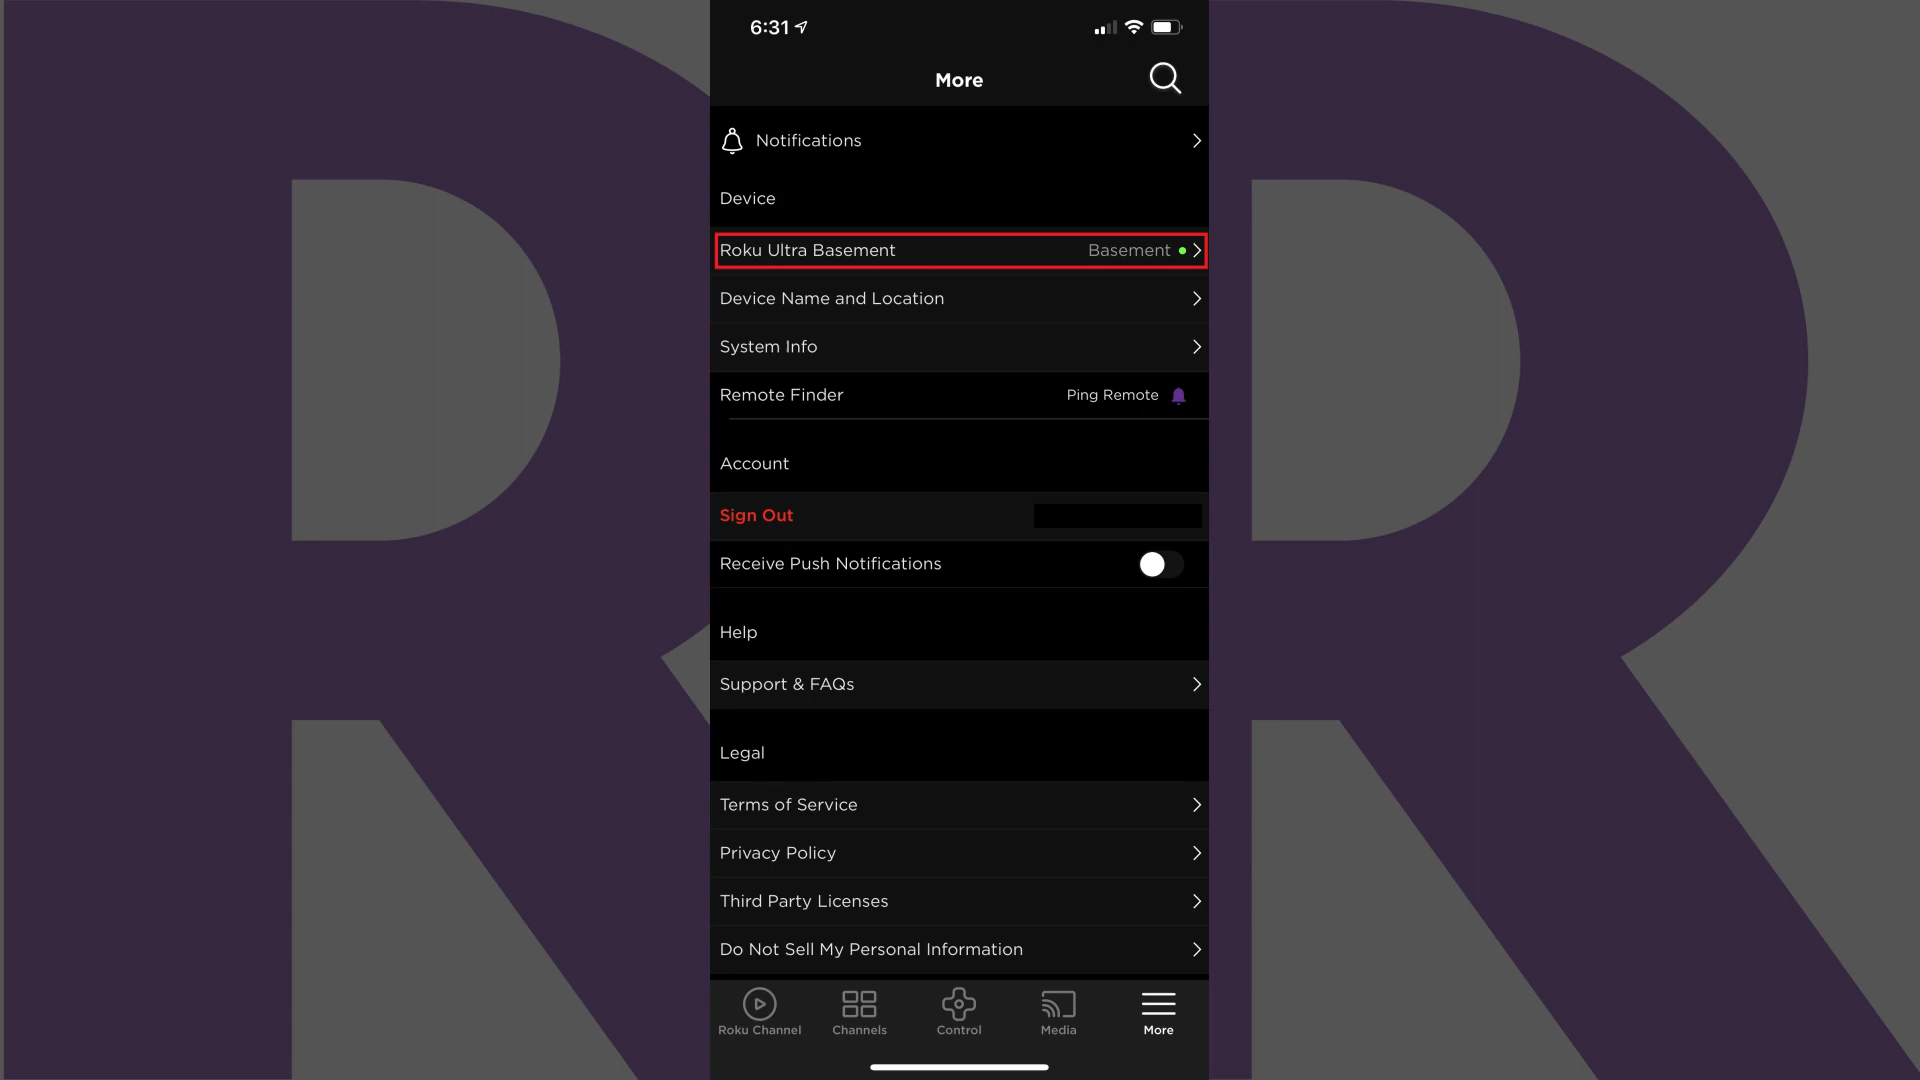 6:31
More
Notifications
Device
Roku Ultra Basement Basement
Device Name and Location
System Info
Remote Finder Ping Remote
Account
Sign Out
Receive Push Notifications
Help
Support & FAQs
Legal
Terms of Service
Privacy Policy
Third Party Licenses
Do Not Sell My Personal Information
Roku Channel Channels Control Media More